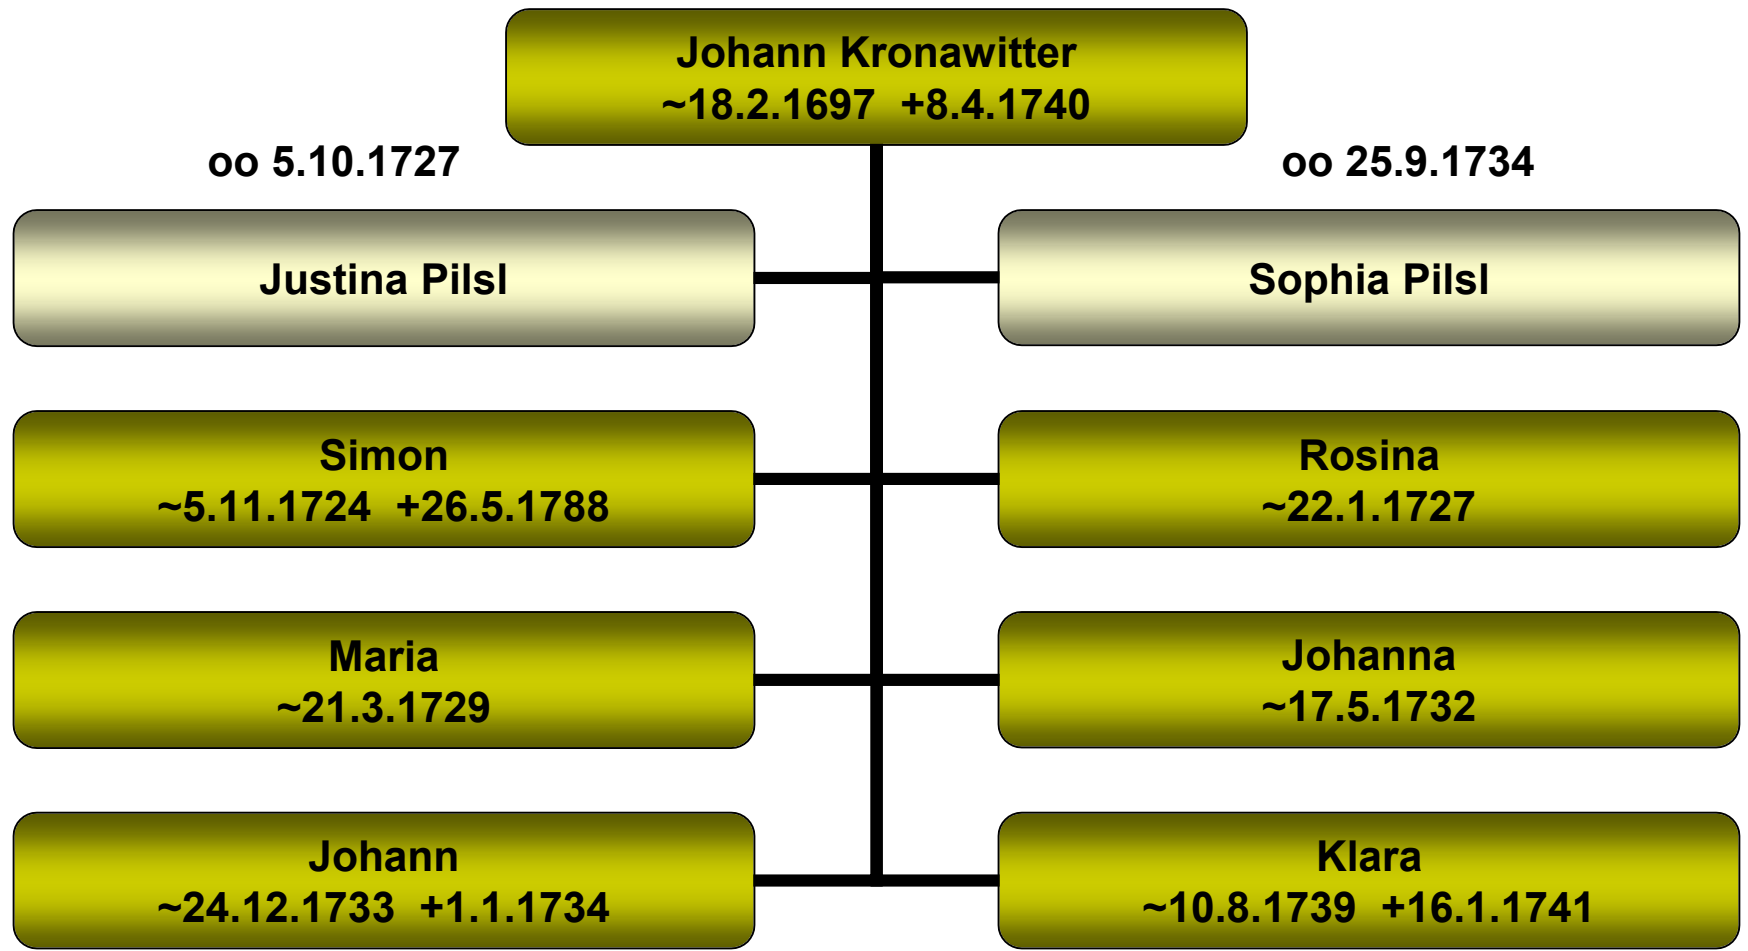 Johann Kronawitter
~18.2.1697 +8.4.1740
oo 5.10.1727
oo 25.9.1734
Justina Pilsl
Sophia Pilsl
Simon
~5.11.1724 +26.5.1788
Rosina
~22.1.1727
Maria
~21.3.1729
Johanna
~17.5.1732
Johann
~24.12.1733 +1.1.1734
Klara
~10.8.1739 +16.1.1741